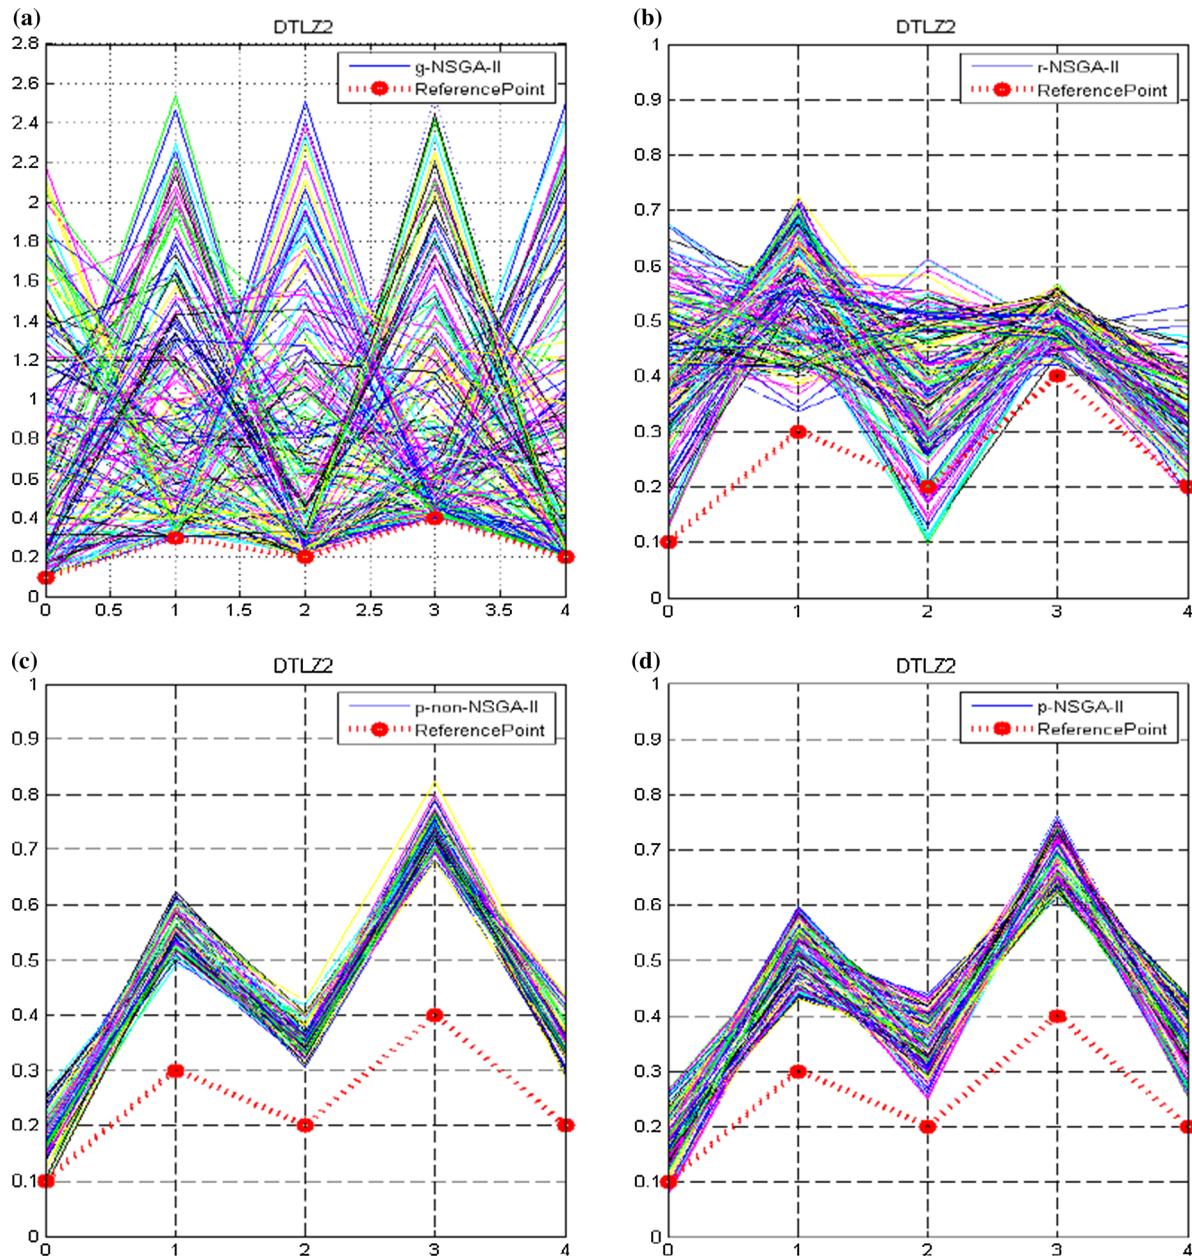 (a)
DTLZ2
2.8
2.6
2.4
2.2
2
1.8
1.6
1.4
1.2
1
0.8
0.6
0.4
0.2
0
g-NSGA-II
ReferencePoint
0 0.5 1 1.5 2 2.5 3 3.5 4
(b)
DTLZ2
1
0.9
0.8
0.7
0.6
0.5
0.4
0.3
0.2
0.1
0
r-NSGA-II
ReferencePoint
0 1 2 3 4
(c)
DTLZ2
1
0.9
0.8
0.7
0.6
0.5
0.4
0.3
0.2
0.1
0
p-non-NSGA-II
ReferencePoint
0 1 2 3 4
(d)
DTLZ2
1
0.9
0.8
0.7
0.6
0.5
0.4
0.3
0.2
0.1
0
p-NSGA-II
ReferencePoint
0 1 2 3 4